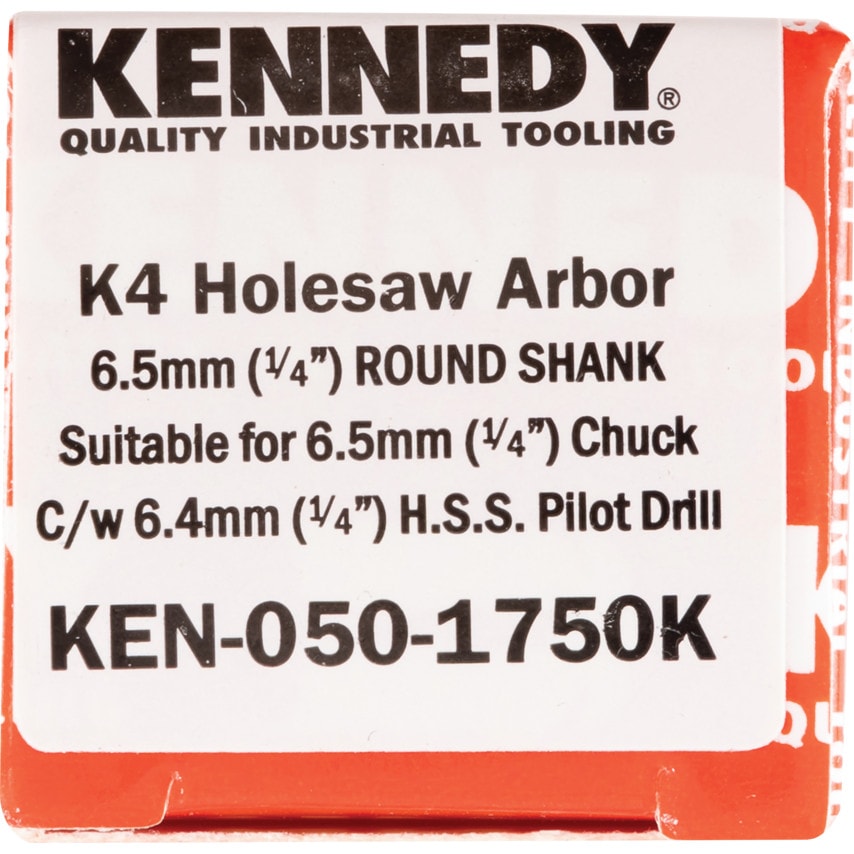 KENNEDY®
QUALITY INDUSTRIAL TOOLING
K4 Holesaw Arbor
6.5mm (1/4”) ROUND SHANK
Suitable for 6.5mm (1/4”) Chuck
C/w 6.4mm (1/4”) H.S.S. Pilot Drill
KEN-050-1750K